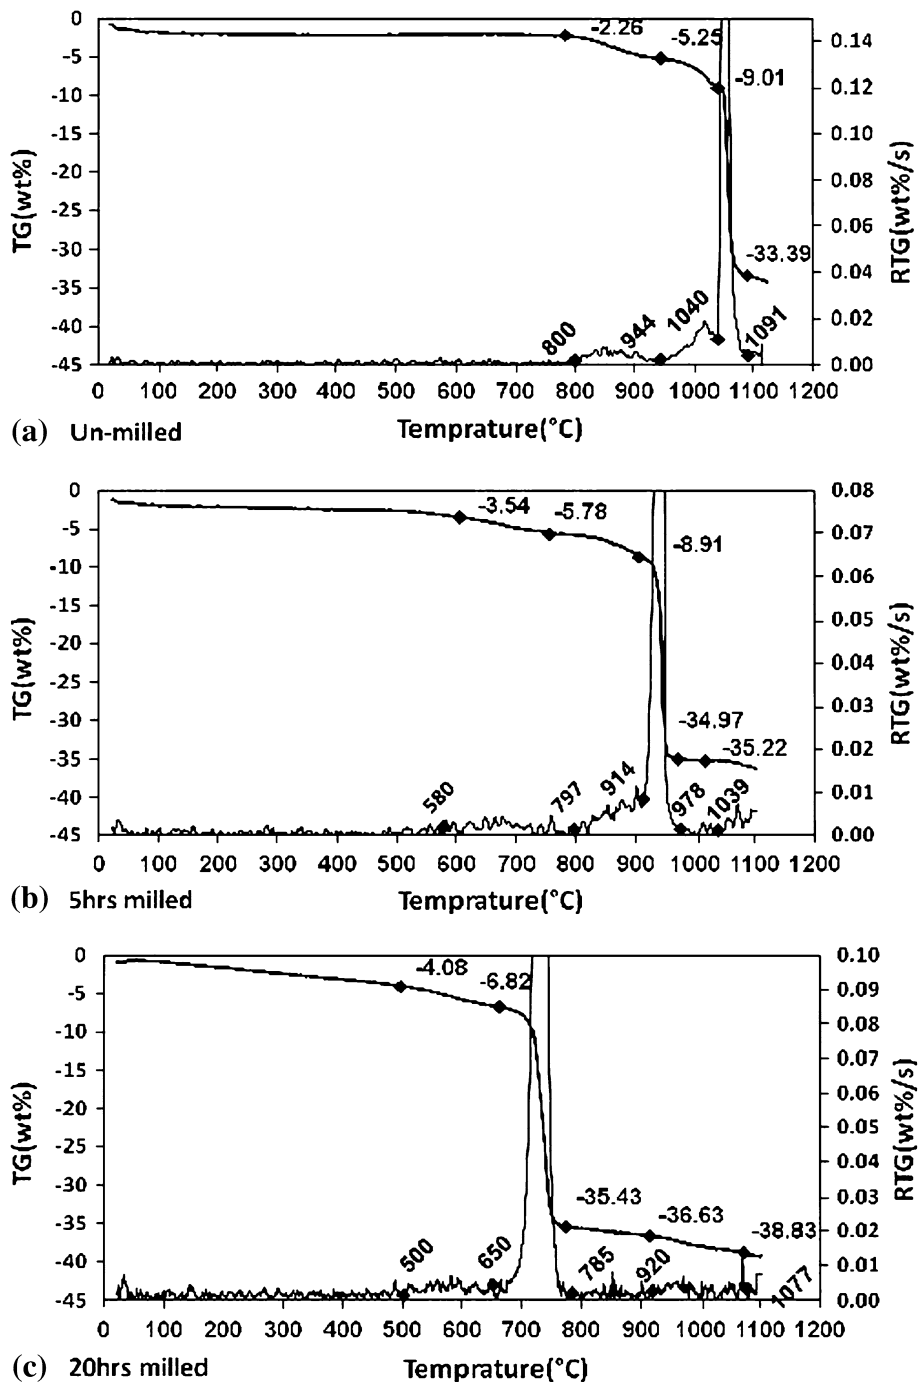 0 -2.26 -5.25 0.14
-5
-9.01
-10 0.12
-15 0.10
-20 0.08
-25 0.06
-30 -33.39
0.04
-35
-40 800 944 1040 1091 0.02
-45 0.00
0 100 200 300 400 500 600 700 800 900 1000 1100 1200
TG(wt%)
RTG(wt%/s)
(a) Un-milled Temprature(°C)
0 -3.54 -5.78 0.08
-5 0.07
-8.91
-10 0.06
-15 0.05
-20 0.04
-25 0.03
-30 -34.97
-35 -35.22 0.02
-40 580 797 914 978 1039 0.01
-45 0.00
0 100 200 300 400 500 600 700 800 900 1000 1100 1200
TG(wt%)
RTG(wt%/s)
(b) 5hrs milled Temprature(°C)
0 -4.08 -6.82 0.10
-5 0.09
-10 0.08
0.07
-15 0.06
-20 0.05
-25 0.04
-30 -35.43 0.03
-35 -36.63 0.02
-38.83
-40 500 650 785 920 1077 0.01
-45 0.00
0 100 200 300 400 500 600 700 800 900 1000 1100 1200
TG(wt%)
RTG(wt%/s)
(c) 20hrs milled Temprature(°C)